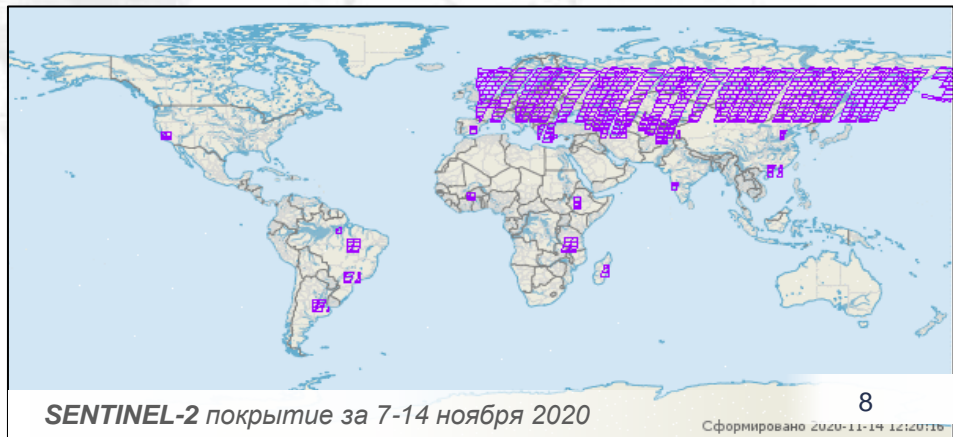 SENTINEL-2 покрытие за 7-14 ноября 2020
8
Сформировано 2020-11-14 12:20:16